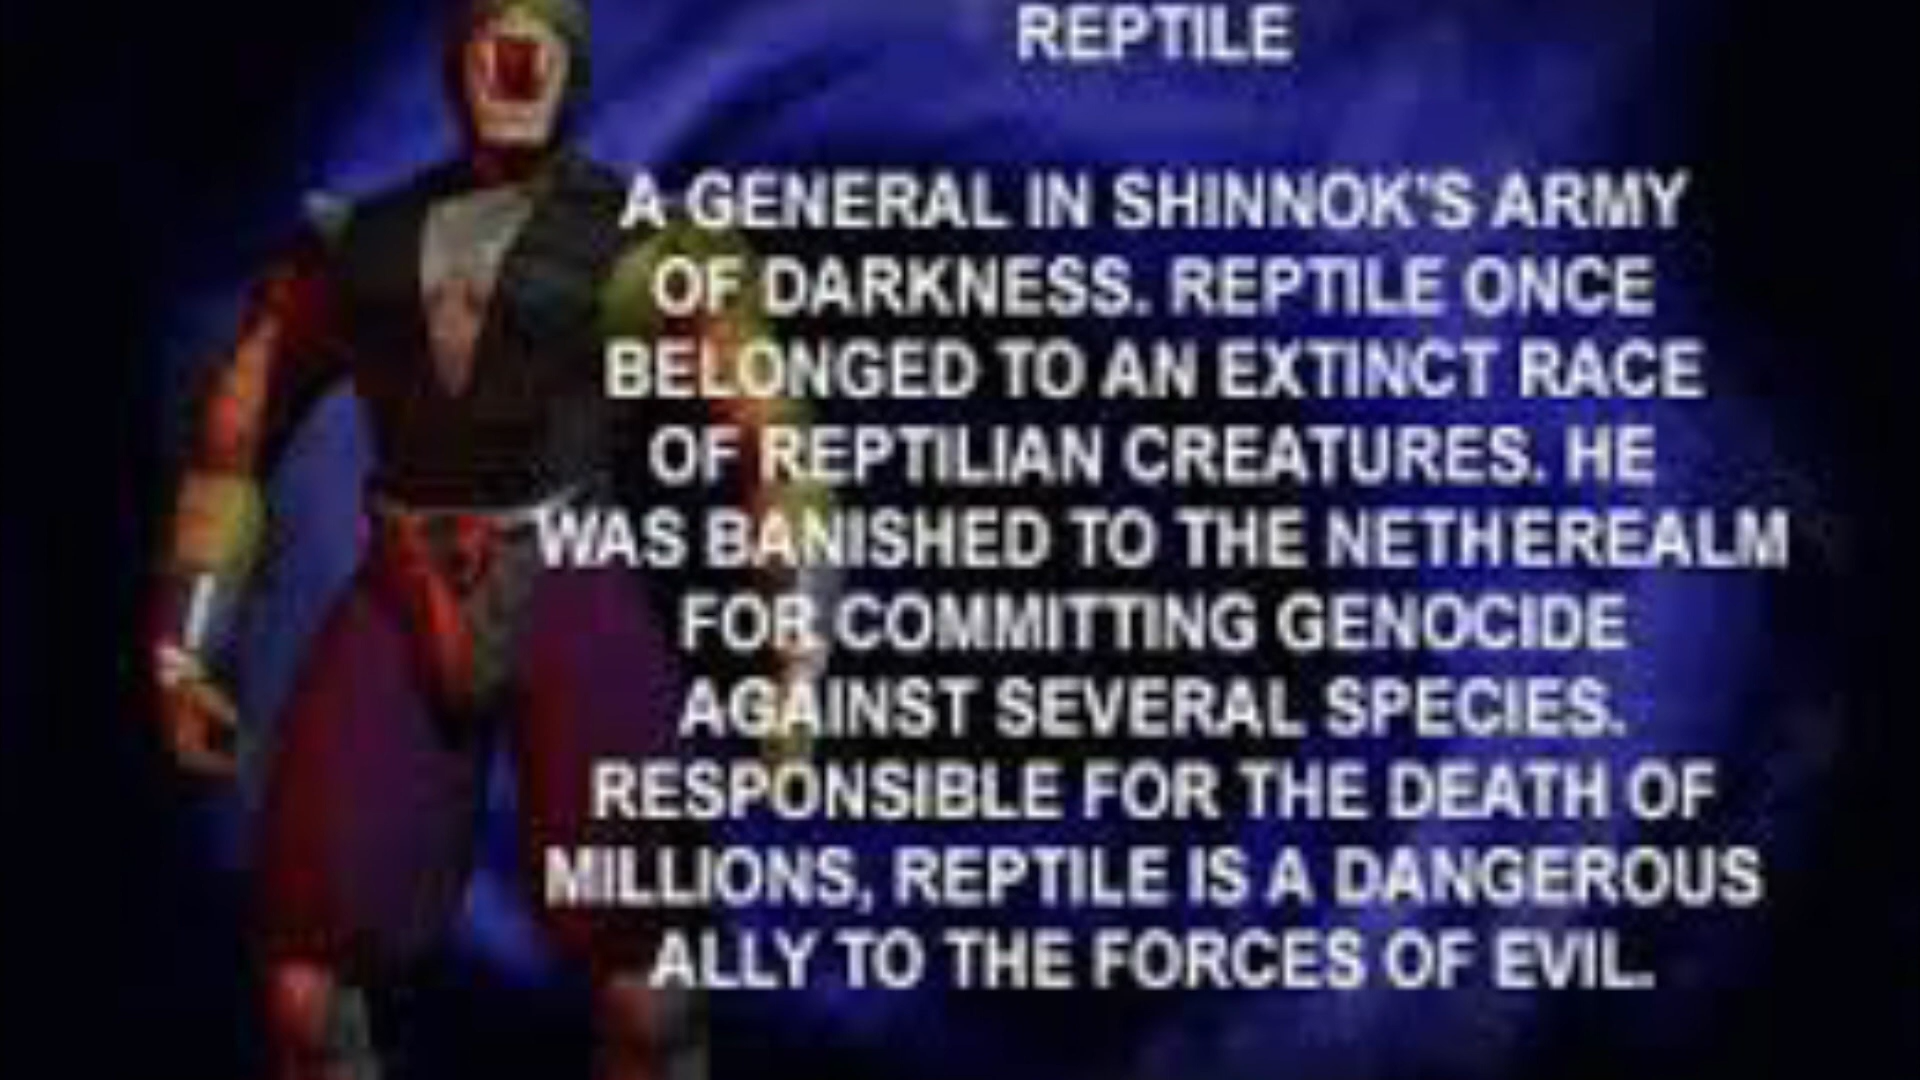 REPTILE
A GENERAL IN SHINNOK'S ARMY
OF DARKNESS. REPTILE ONCE
BELONGED TO AN EXTINCT RACE
OF REPTILIAN CREATURES. HE
WAS BANISHED TO THE NETHEREALM
FOR COMMITTING GENOCIDE
AGAINST SEVERAL SPECIES.
RESPONSIBLE FOR THE DEATH OF
MILLIONS, REPTILE IS A DANGEROUS
ALLY TO THE FORCES OF EVIL.